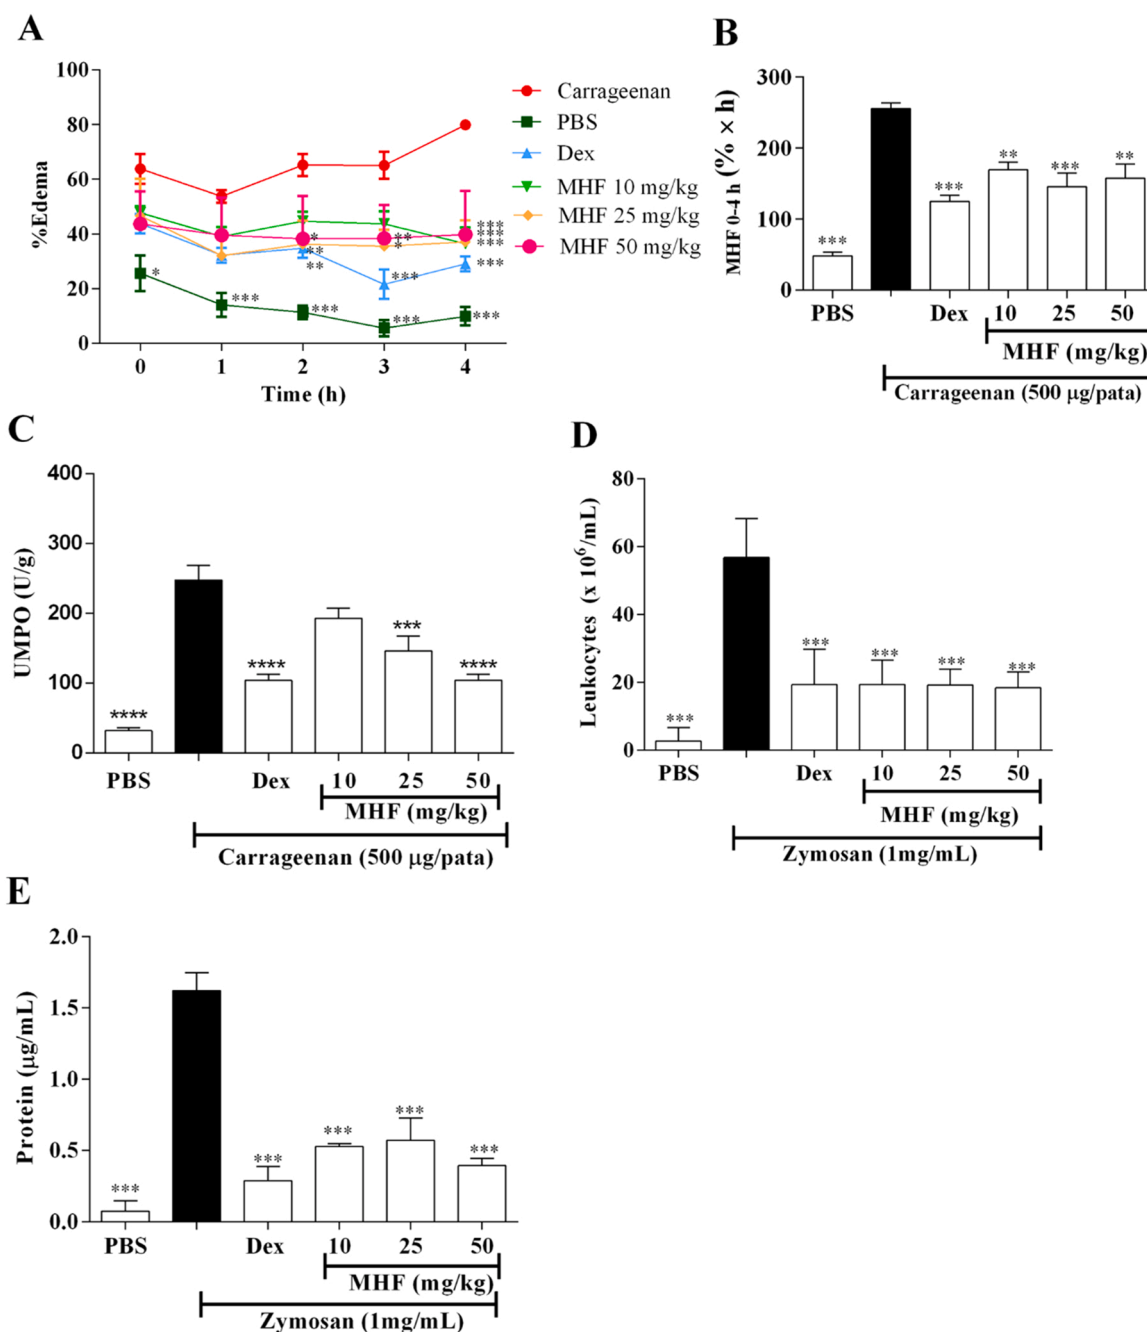 A
100
80
60
40
20
0
%Edema
0 1 2 3 4
Time (h)
Carrageenan
PBS
Dex
MHF 10 mg/kg
MHF 25 mg/kg
MHF 50 mg/kg
*
***
***
***
***
*
**
**
**
*
***
***
***
***
***
B
300
200
100
0
MHF 0-4 h (% × h)
***
***
**
***
**
PBS Dex 10 25 50
MHF (mg/kg)
Carrageenan (500 µg/pata)
C
400
300
200
100
0
UMPO (U/g)
****
****
***
****
PBS Dex 10 25 50
MHF (mg/kg)
Carrageenan (500 µg/pata)
D
80
60
40
20
0
Leukocytes (x 10⁶/mL)
***
***
***
***
***
PBS Dex 10 25 50
MHF (mg/kg)
Zymosan (1mg/mL)
E
2.0
1.5
1.0
0.5
0.0
Protein (µg/mL)
***
***
***
***
***
PBS Dex 10 25 50
MHF (mg/kg)
Zymosan (1mg/mL)